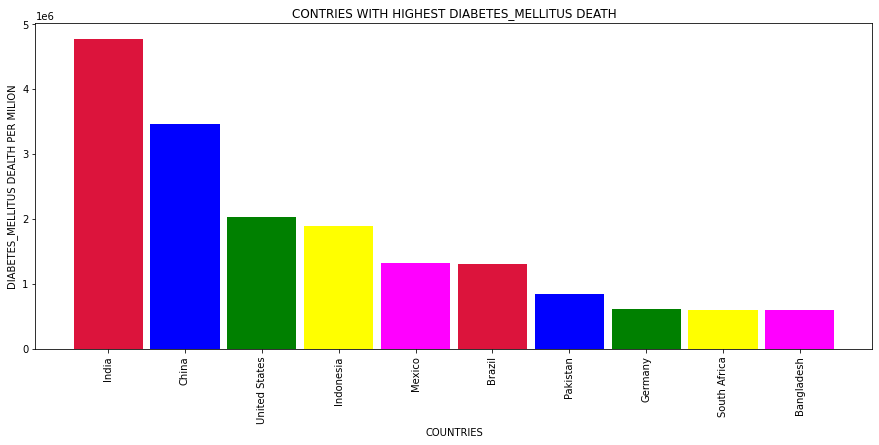 CONTRIES WITH HIGHEST DIABETES_MELLITUS DEATH
1e6
5
4
3
2
1
0
DIABETES_MELLITUS DEALTH PER MILION
India
China
United States
Indonesia
Mexico
Brazil
Pakistan
Germany
South Africa
Bangladesh
COUNTRIES